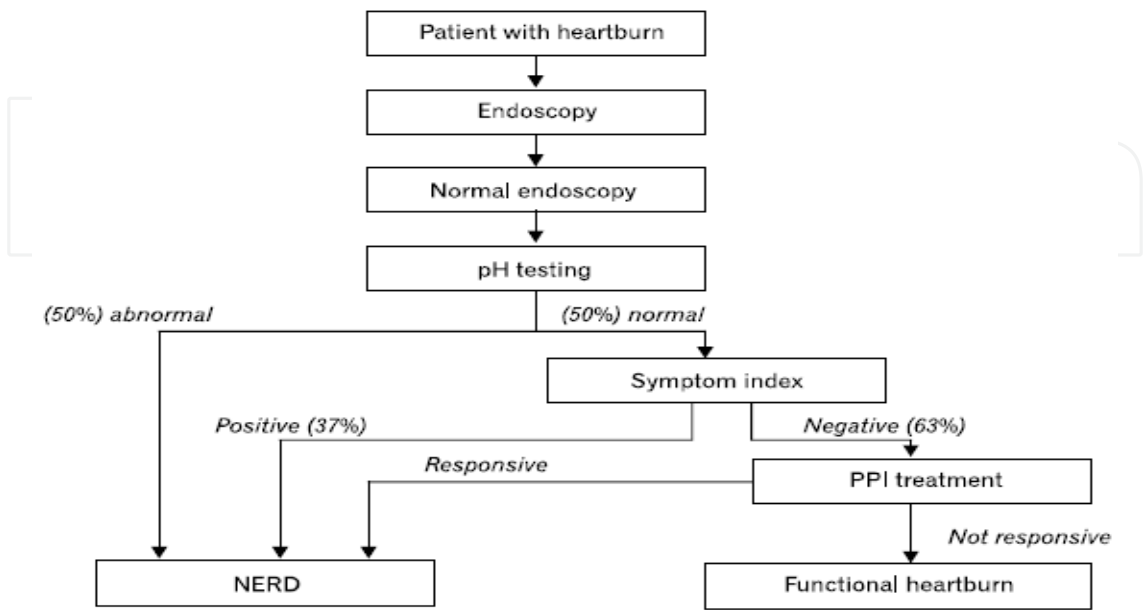 Patient with heartburn
Endoscopy
Normal endoscopy
pH testing
(50%) abnormal
(50%) normal
Symptom index
Positive (37%)
Negative (63%)
Responsive
PPI treatment
Not responsive
NERD
Functional heartburn